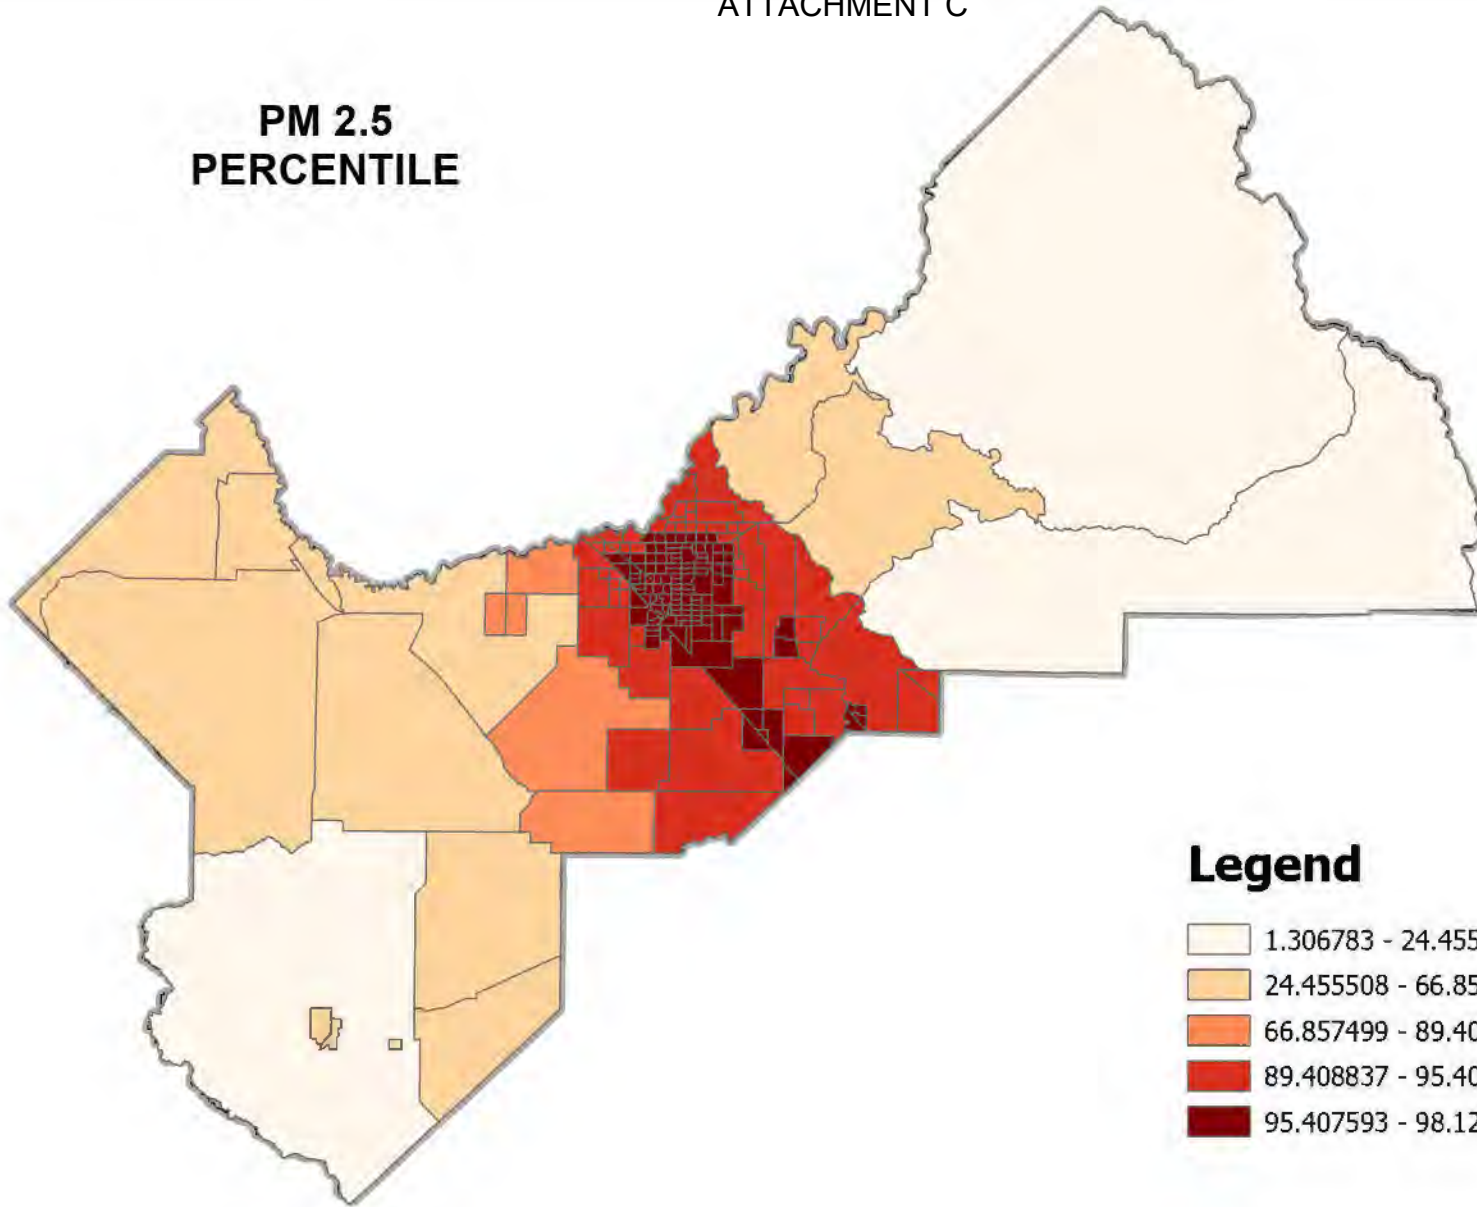 ATTACHMENT C
PM 2.5
PERCENTILE
Legend
1.306783 - 24.455
24.455508 - 66.85
66.857499 - 89.40
89.408837 - 95.40
95.407593 - 98.12